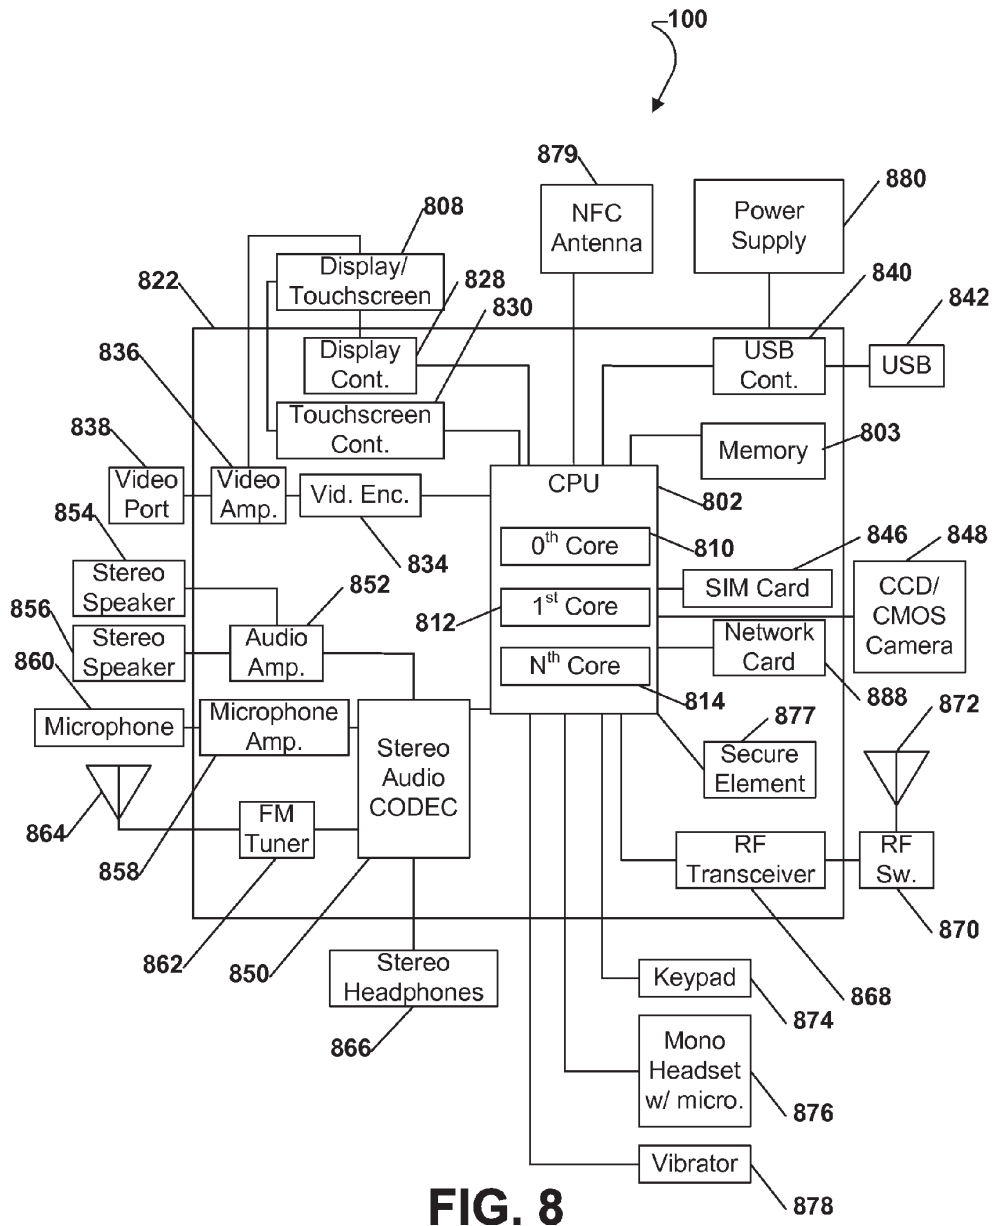 100
879
880
NFC
Antenna
Power
Supply
808
Display/
Touchscreen
828
840
822
830
842
Display
Cont.
USB
Cont.
USB
836
Touchscreen
Cont.
803
Memory
838
Video
Port
Video
Amp.
Vid. Enc.
CPU
802
854
834
0th Core
810
846
848
Stereo
Speaker
852
SIM Card
CCD/
CMOS
Camera
856
812
1st Core
Stereo
Speaker
Audio
Amp.
Network
Card
860
Nth Core
814
888
872
Microphone
Microphone
Amp.
877
Stereo
Audio
CODEC
Secure
Element
864
FM
Tuner
858
RF
Transceiver
RF
Sw.
862
850
870
Stereo
Headphones
Keypad
868
874
866
Mono
Headset
w/ micro.
876
Vibrator
878
FIG. 8